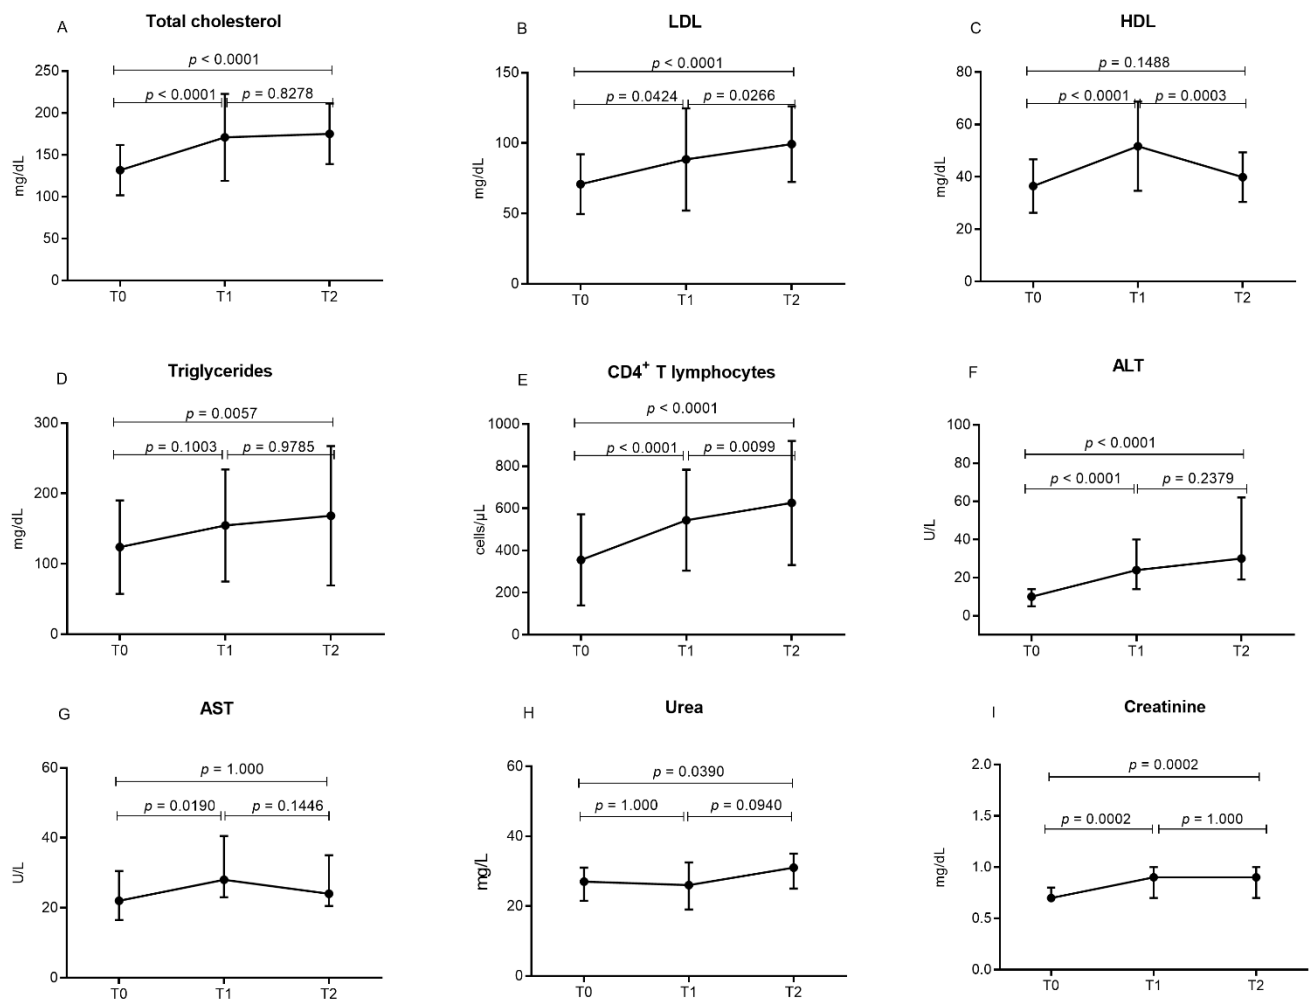 A
Total cholesterol
p < 0.0001
p < 0.0001
p = 0.8278
250
200
150
100
50
0
mg/dL
T0 T1 T2
B
LDL
p < 0.0001
p = 0.0424
p = 0.0266
150
100
50
0
mg/dL
T0 T1 T2
C
HDL
p = 0.1488
p < 0.0001
p = 0.0003
80
60
40
20
0
mg/dL
T0 T1 T2
D
Triglycerides
p = 0.0057
p = 0.1003
p = 0.9785
300
200
100
0
mg/dL
T0 T1 T2
E
CD4+ T lymphocytes
p < 0.0001
p < 0.0001
p = 0.0099
1000
800
600
400
200
0
cells/µL
T0 T1 T2
F
ALT
p < 0.0001
p < 0.0001
p = 0.2379
100
80
60
40
20
0
U/L
T0 T1 T2
G
AST
p = 1.000
p = 0.0190
p = 0.1446
60
40
20
0
U/L
T0 T1 T2
H
Urea
p = 0.0390
p = 1.000
p = 0.0940
60
40
20
0
mg/L
T0 T1 T2
I
Creatinine
p = 0.0002
p = 0.0002
p = 1.000
2.0
1.5
1.0
0.5
0.0
mg/dL
T0 T1 T2